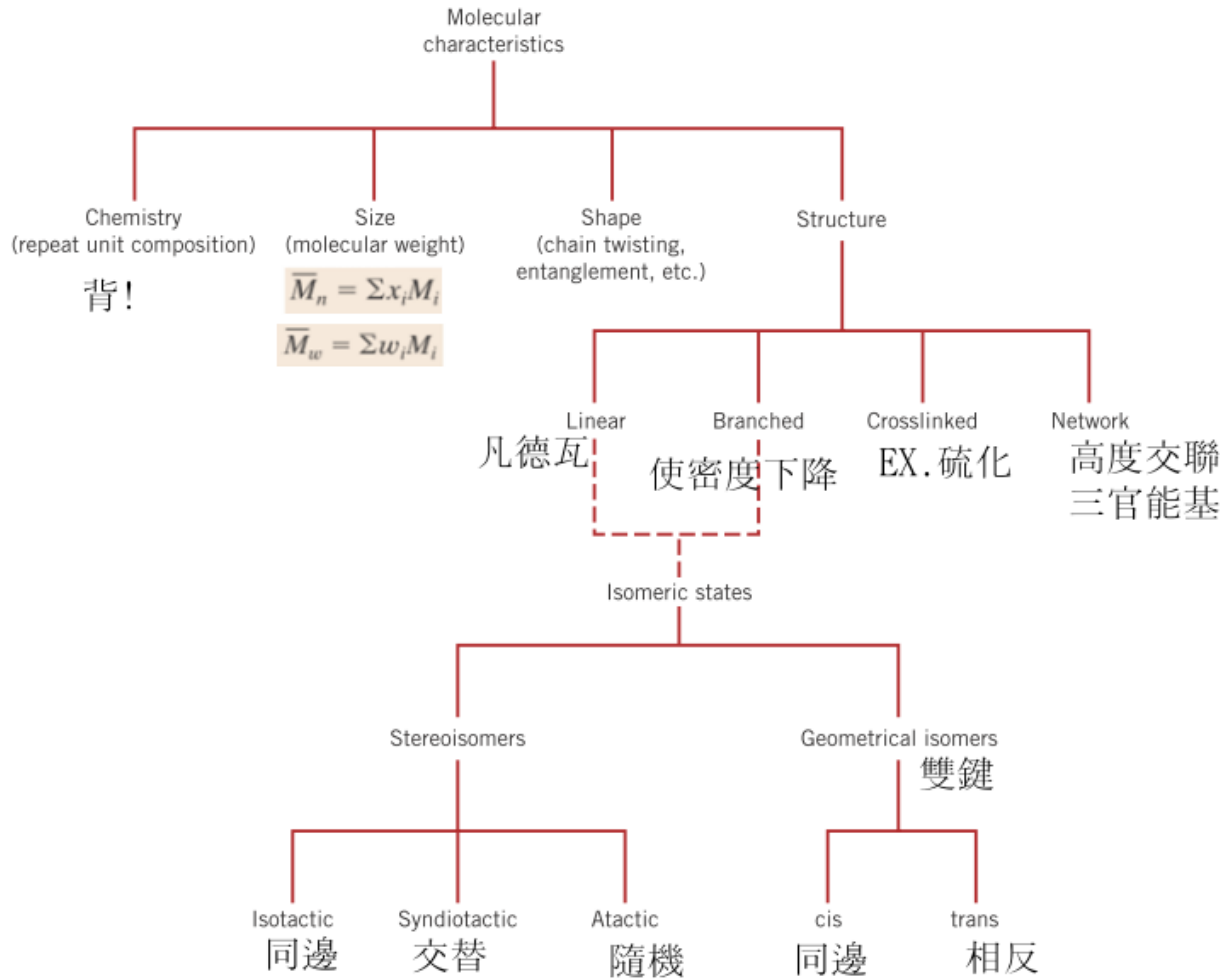 Molecular
characteristics
Chemistry
(repeat unit composition)
背!
Size
(molecular weight)
M̅ₙ = Σxᵢ Mᵢ
M̅_w = Σwᵢ Mᵢ
Shape
(chain twisting,
entanglement, etc.)
Structure
Linear
凡德瓦
Branched
使密度下降
Crosslinked
EX.硫化
Network
高度交聯
三官能基
Isomeric states
Stereoisomers
Geometrical isomers
雙鍵
Isotactic
同邊
Syndiotactic
交替
Atactic
隨機
cis
同邊
trans
相反